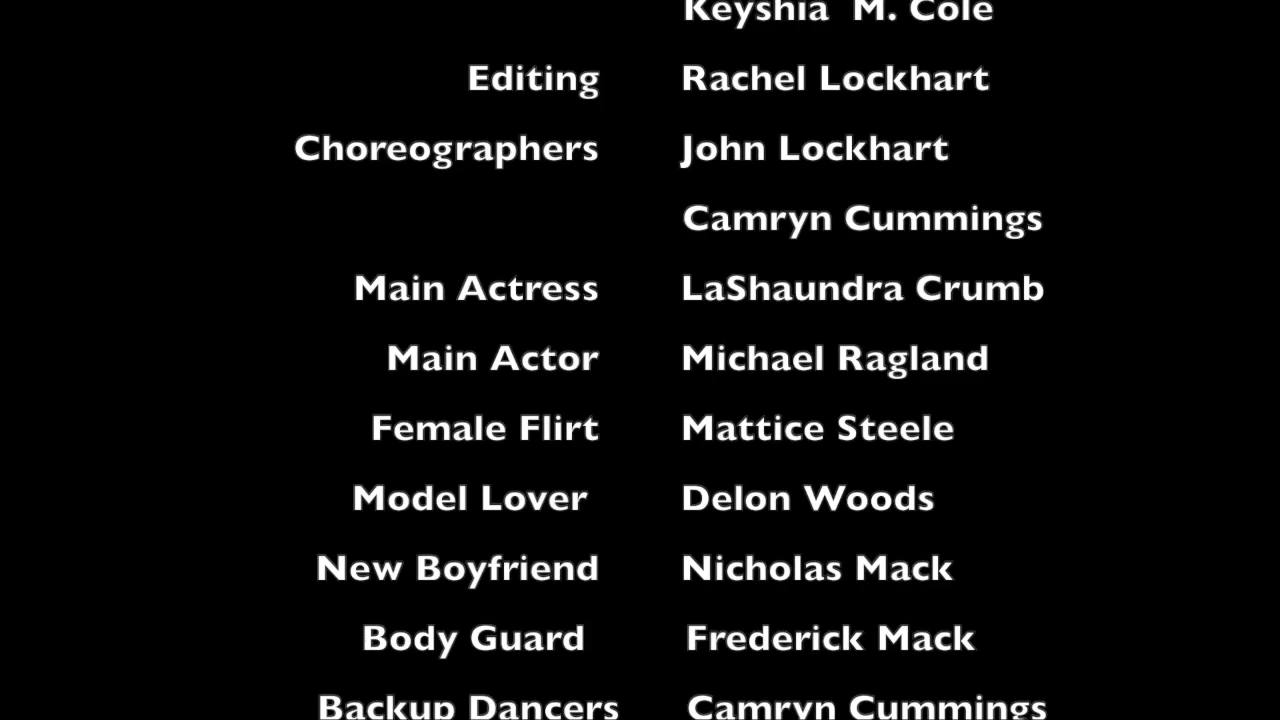 Keyshia M. Cole
Editing Rachel Lockhart
Choreographers John Lockhart
Camryn Cummings
Main Actress LaShaundra Crumb
Main Actor Michael Ragland
Female Flirt Mattice Steele
Model Lover Delon Woods
New Boyfriend Nicholas Mack
Body Guard Frederick Mack
Backup Dancers Camryn Cummings